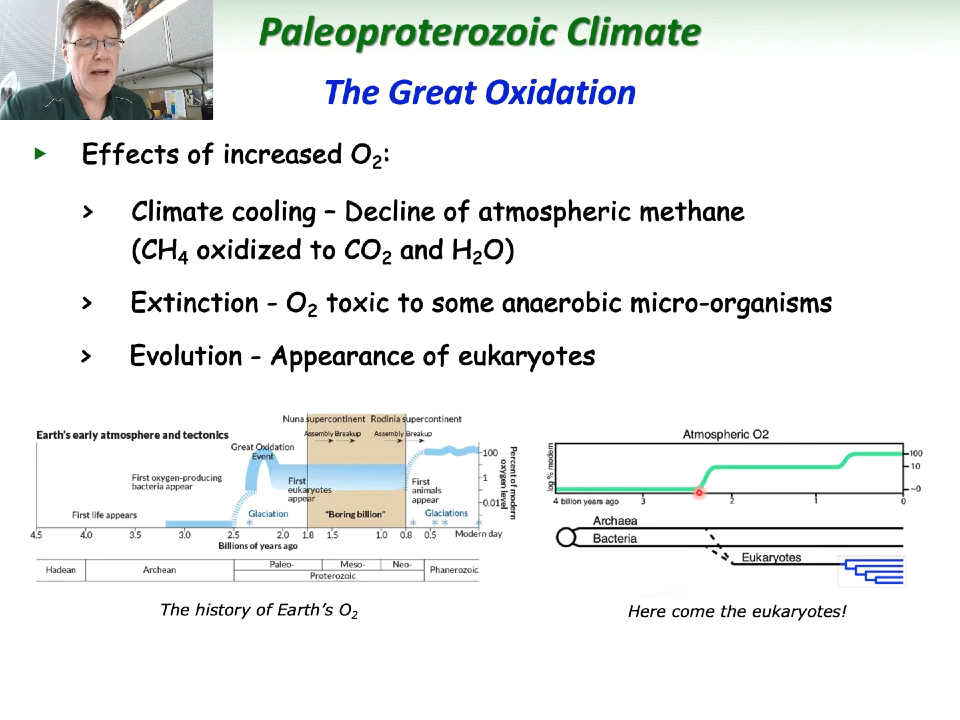 Paleoproterozoic Climate
The Great Oxidation
Effects of increased O₂:
> Climate cooling – Decline of atmospheric methane
(CH₄ oxidized to CO₂ and H₂O)
> Extinction - O₂ toxic to some anaerobic micro-organisms
> Evolution - Appearance of eukaryotes
Nuna supercontinent Rodinia supercontinent
Earth's early atmosphere and tectonics
Assembly Breakup Assembly Breakup
Great Oxidation
Event
First oxygen-producing
bacteria appear
First
eukaryotes
appear
First
animals
appear
First life appears
Glaciation
"Boring billion"
Glaciations
100
1
0.01
Percent of modern
oxygen level
4.5 4.0 3.5 3.0 2.5 2.0 1.8 1.5 1.0 0.8 0.5 Modern day
Billions of years ago
Hadean Archean Paleo- Meso- Neo- Phanerozoic
Proterozoic
The history of Earth's O₂
Atmospheric O2
log % modern
100
10
~0
4 billion years ago 3 2 1 0
Archaea
Bacteria
Eukaryotes
Here come the eukaryotes!